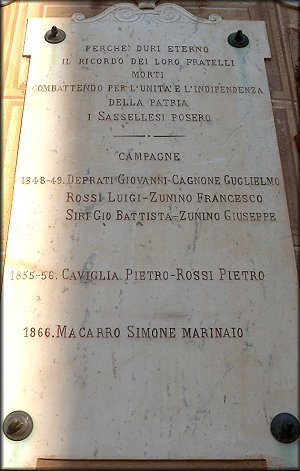 PERCHÈ DURI ETERNO
IL RICORDO DEI LORO FRATELLI
MORTI
COMBATTENDO PER L'UNITÀ E L'INDIPENDENZA
DELLA PATRIA
I SASSELLESI POSERO
CAMPAGNE
1848-49. DEPRATI GIOVANNI-CAGNONE GUGLIELMO
ROSSI LUIGI-ZUNINO FRANCESCO
SIRI GIO BATTISTA-ZUNINO GIUSEPPE
1855-56. CAVIGLIA PIETRO-ROSSI PIETRO
1866. MACARRO SIMONE MARINAIO